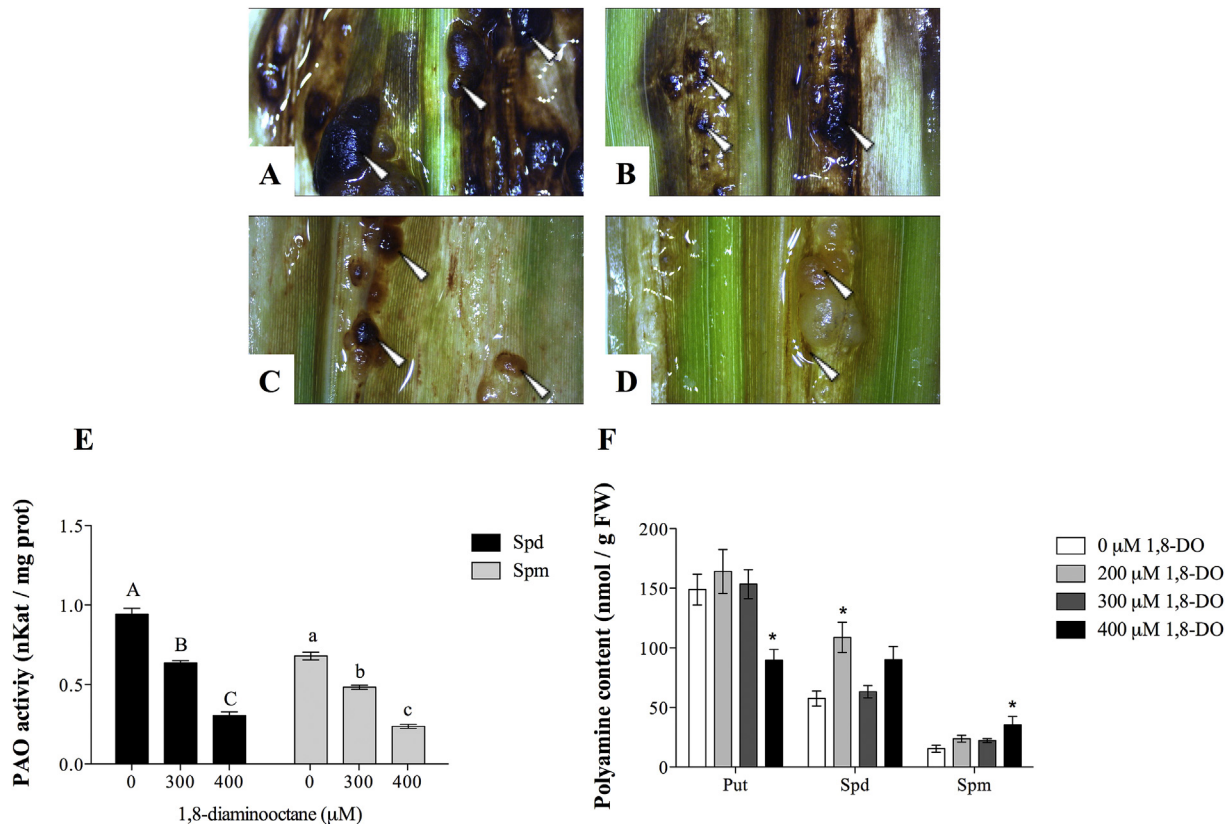 A
B
C
D
E
F
PAO activiy (nKat / mg prot)
1.5
1.0
0.5
0.0
A
B
C
a
b
c
0 300 400 0 300 400
1,8-diaminooctane (μM)
Spd
Spm
Polyamine content (nmol / g FW)
200
150
100
50
0
*
*
*
Put Spd Spm
0 μM 1,8-DO
200 μM 1,8-DO
300 μM 1,8-DO
400 μM 1,8-DO